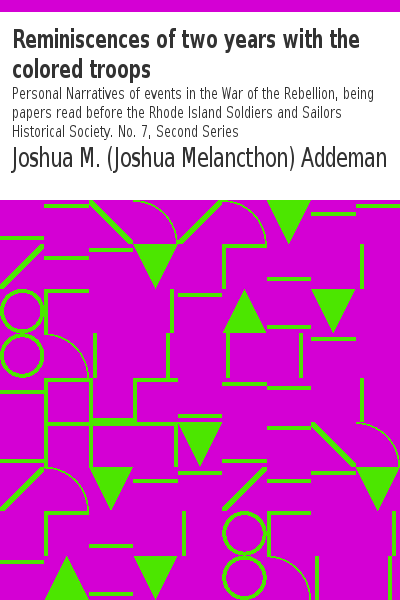 Reminiscences of two years with the
colored troops
Personal Narratives of events in the War of the Rebellion, being
papers read before the Rhode Island Soldiers and Sailors
Historical Society. No. 7, Second Series
Joshua M. (Joshua Melancthon) Addeman